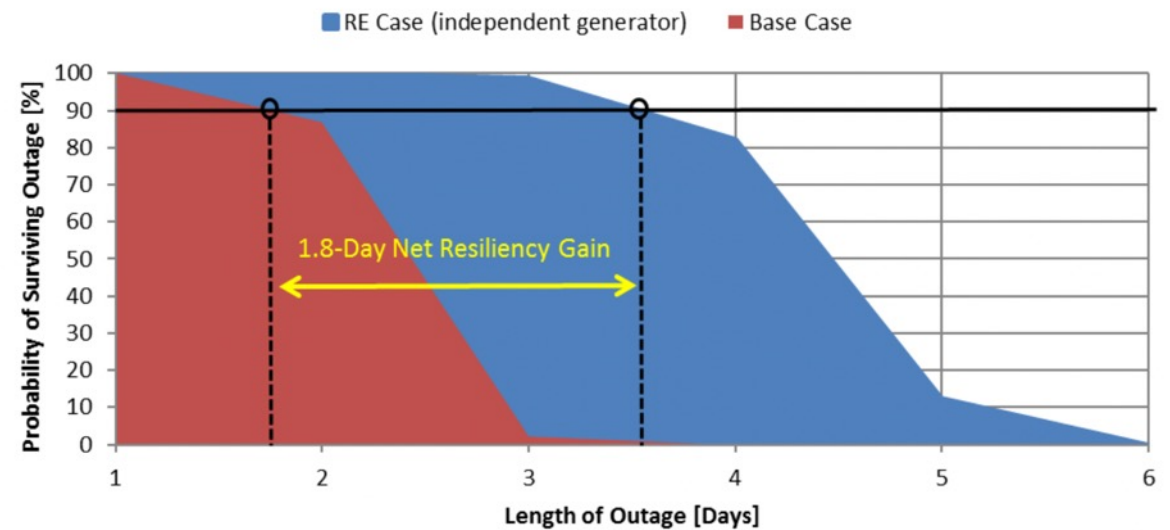 RE Case (independent generator) Base Case
Probability of Surviving Outage [%]
100
90
80
70
60
50
40
30
20
10
0
1.8-Day Net Resiliency Gain
1 2 3 4 5 6
Length of Outage [Days]